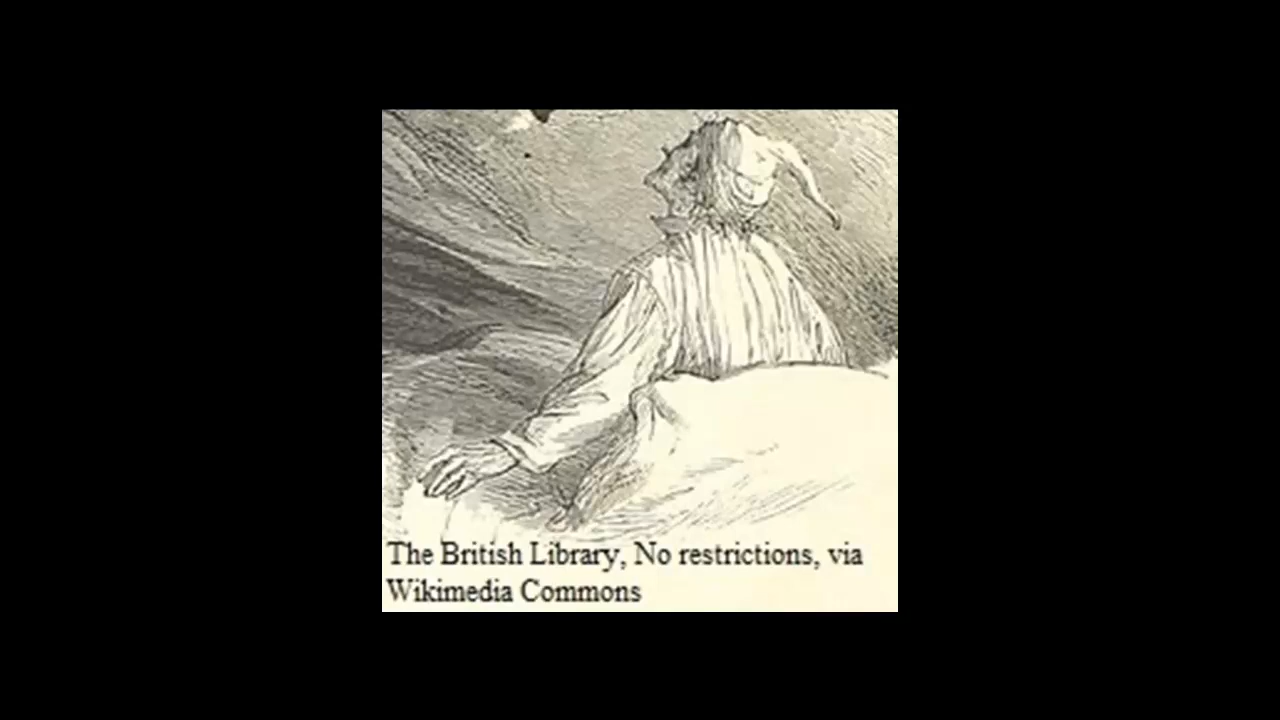 The British Library, No restrictions, via
Wikimedia Commons